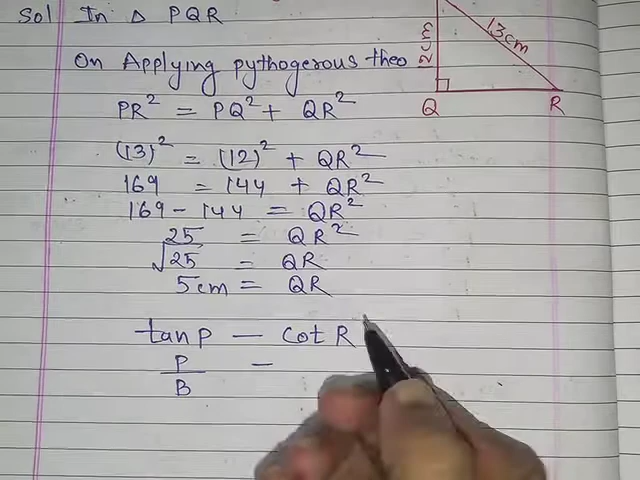 Sol In Δ PQR
On Applying pythogerous theo
PR² = PQ² + QR²
(13)² = (12)² + QR²
169 = 144 + QR²
169 - 144 = QR²
25 = QR²
√25 = QR
5cm = QR
tan P - Cot R
P/B -
13cm
2cm
Q
R